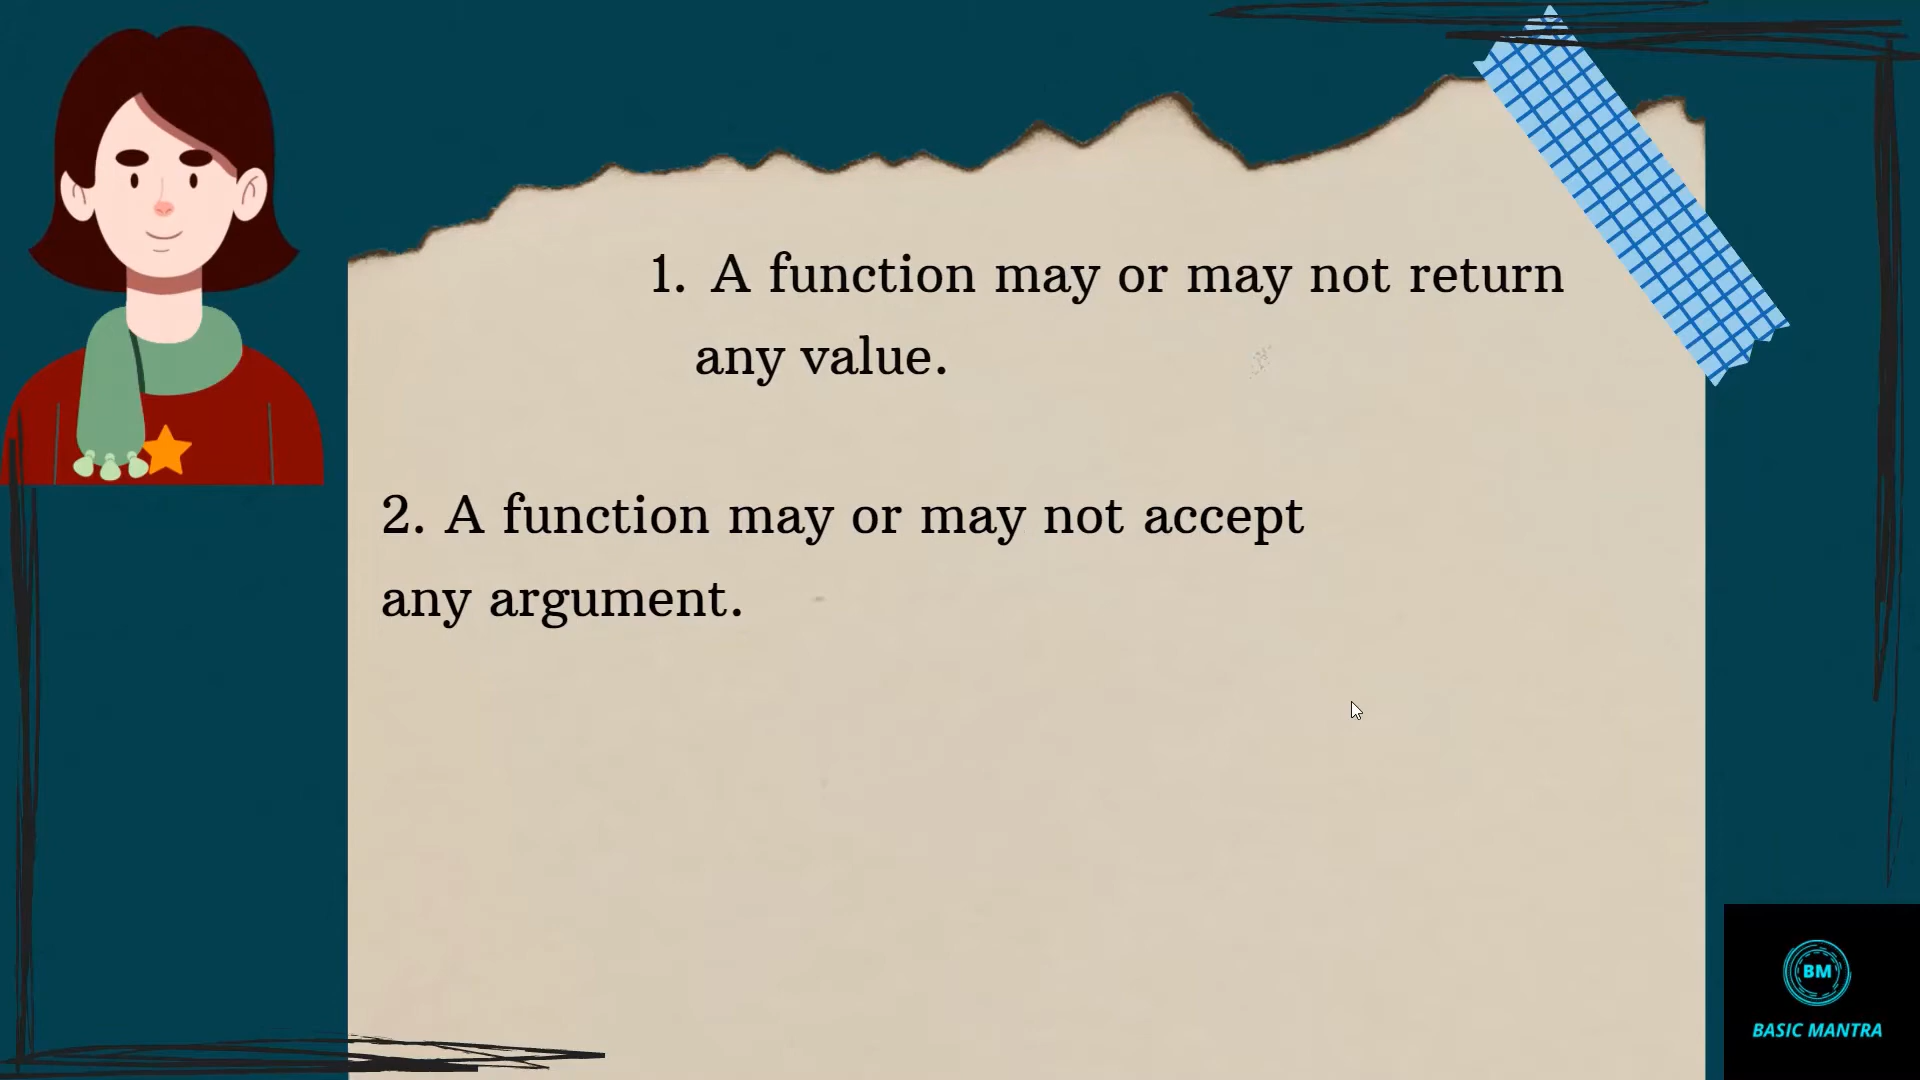 1. A function may or may not return
any value.
2. A function may or may not accept
any argument.
BM
BASIC MANTRA